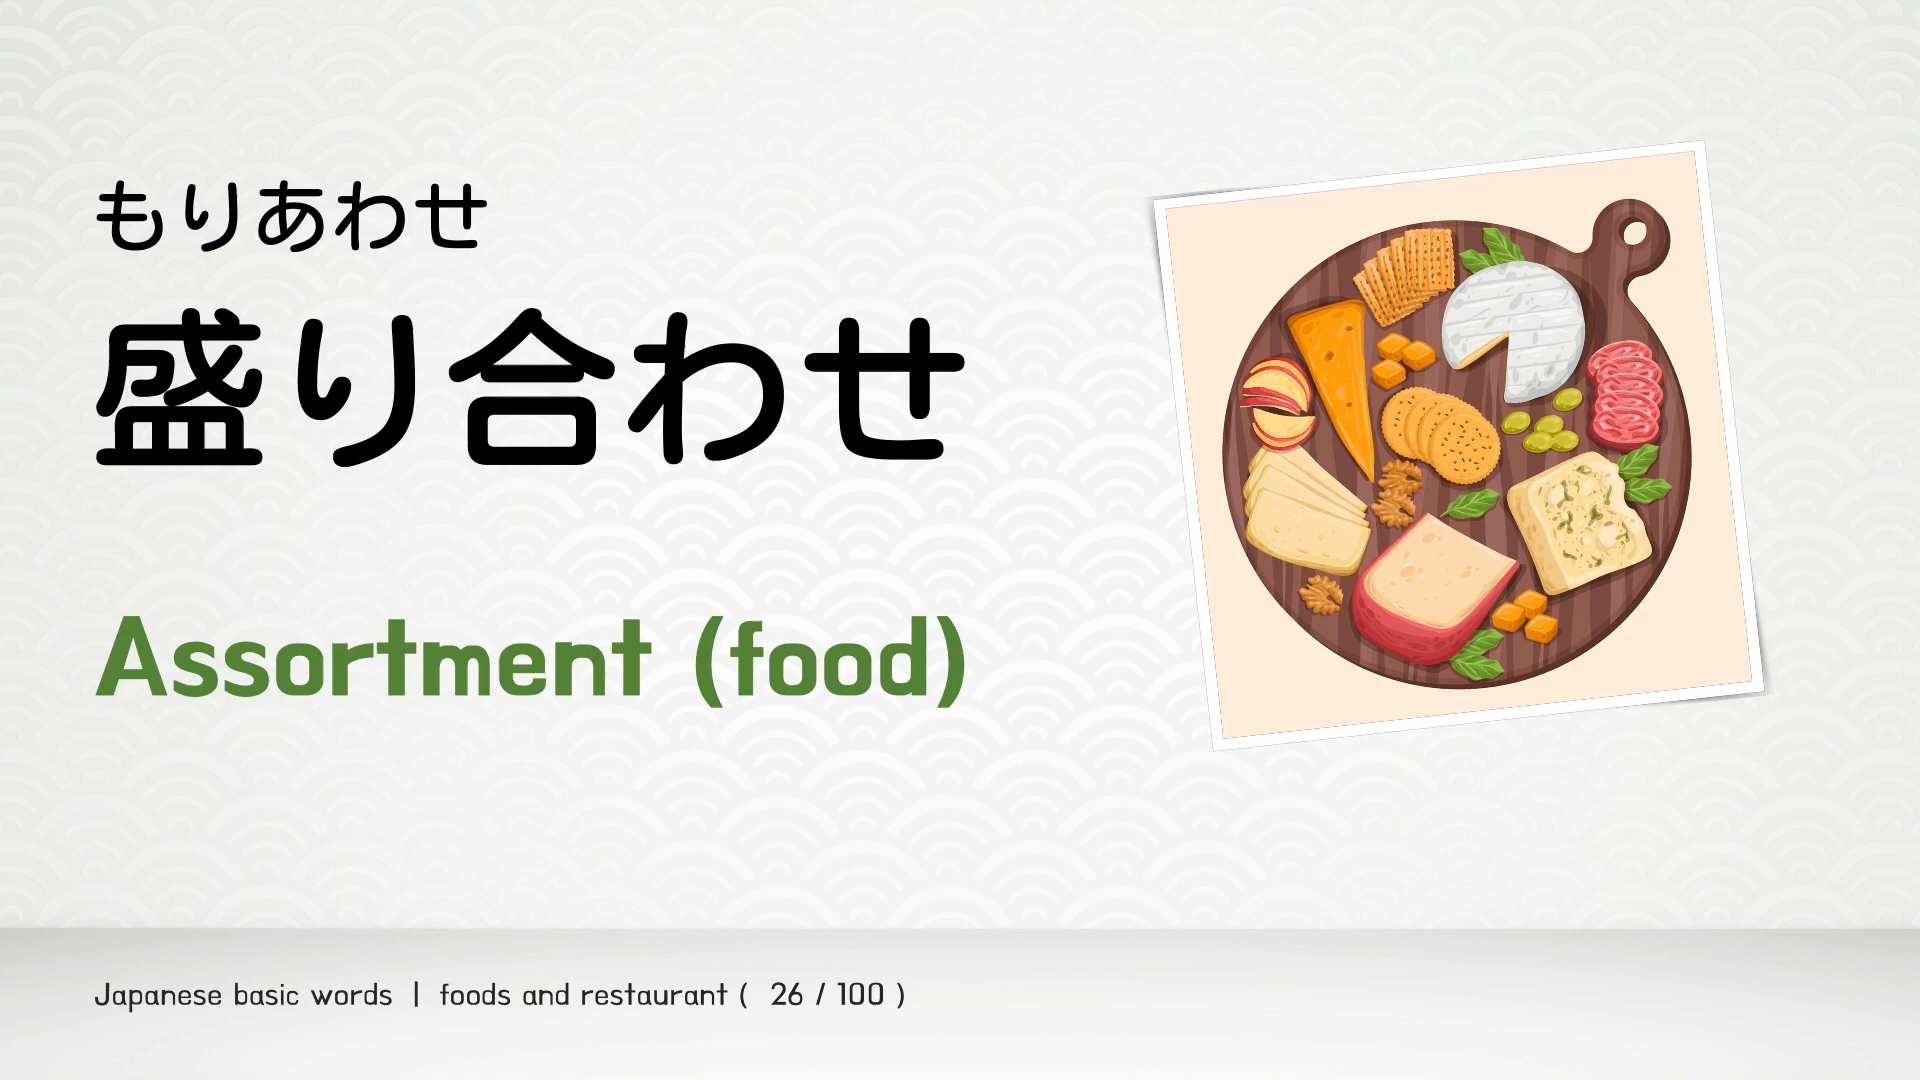 もりあわせ
盛り合わせ
Assortment (food)
Japanese basic words | foods and restaurant ( 26 / 100 )